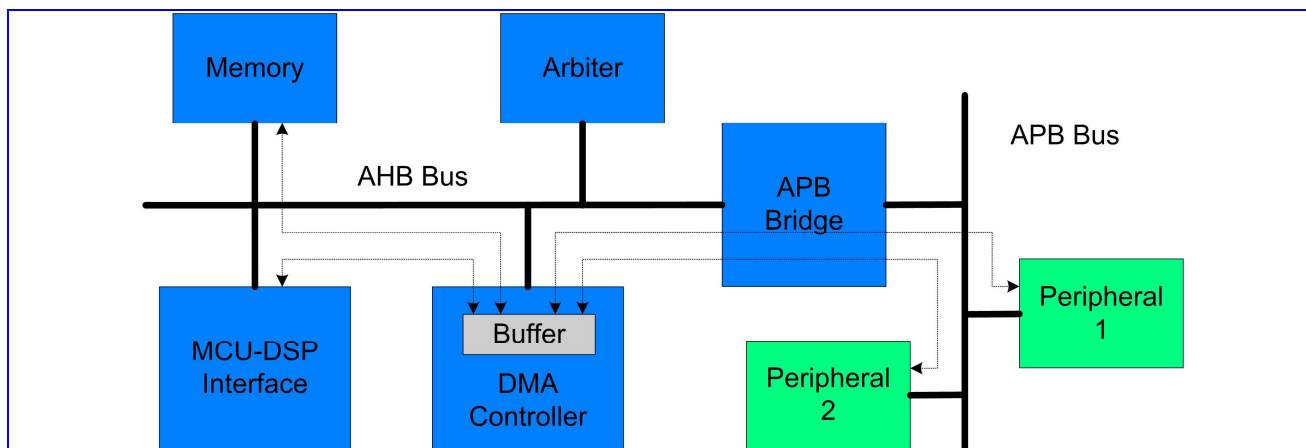 Memory
Arbiter
AHB Bus
APB
Bridge
APB Bus
MCU-DSP
Interface
Buffer
DMA
Controller
Peripheral
2
Peripheral
1